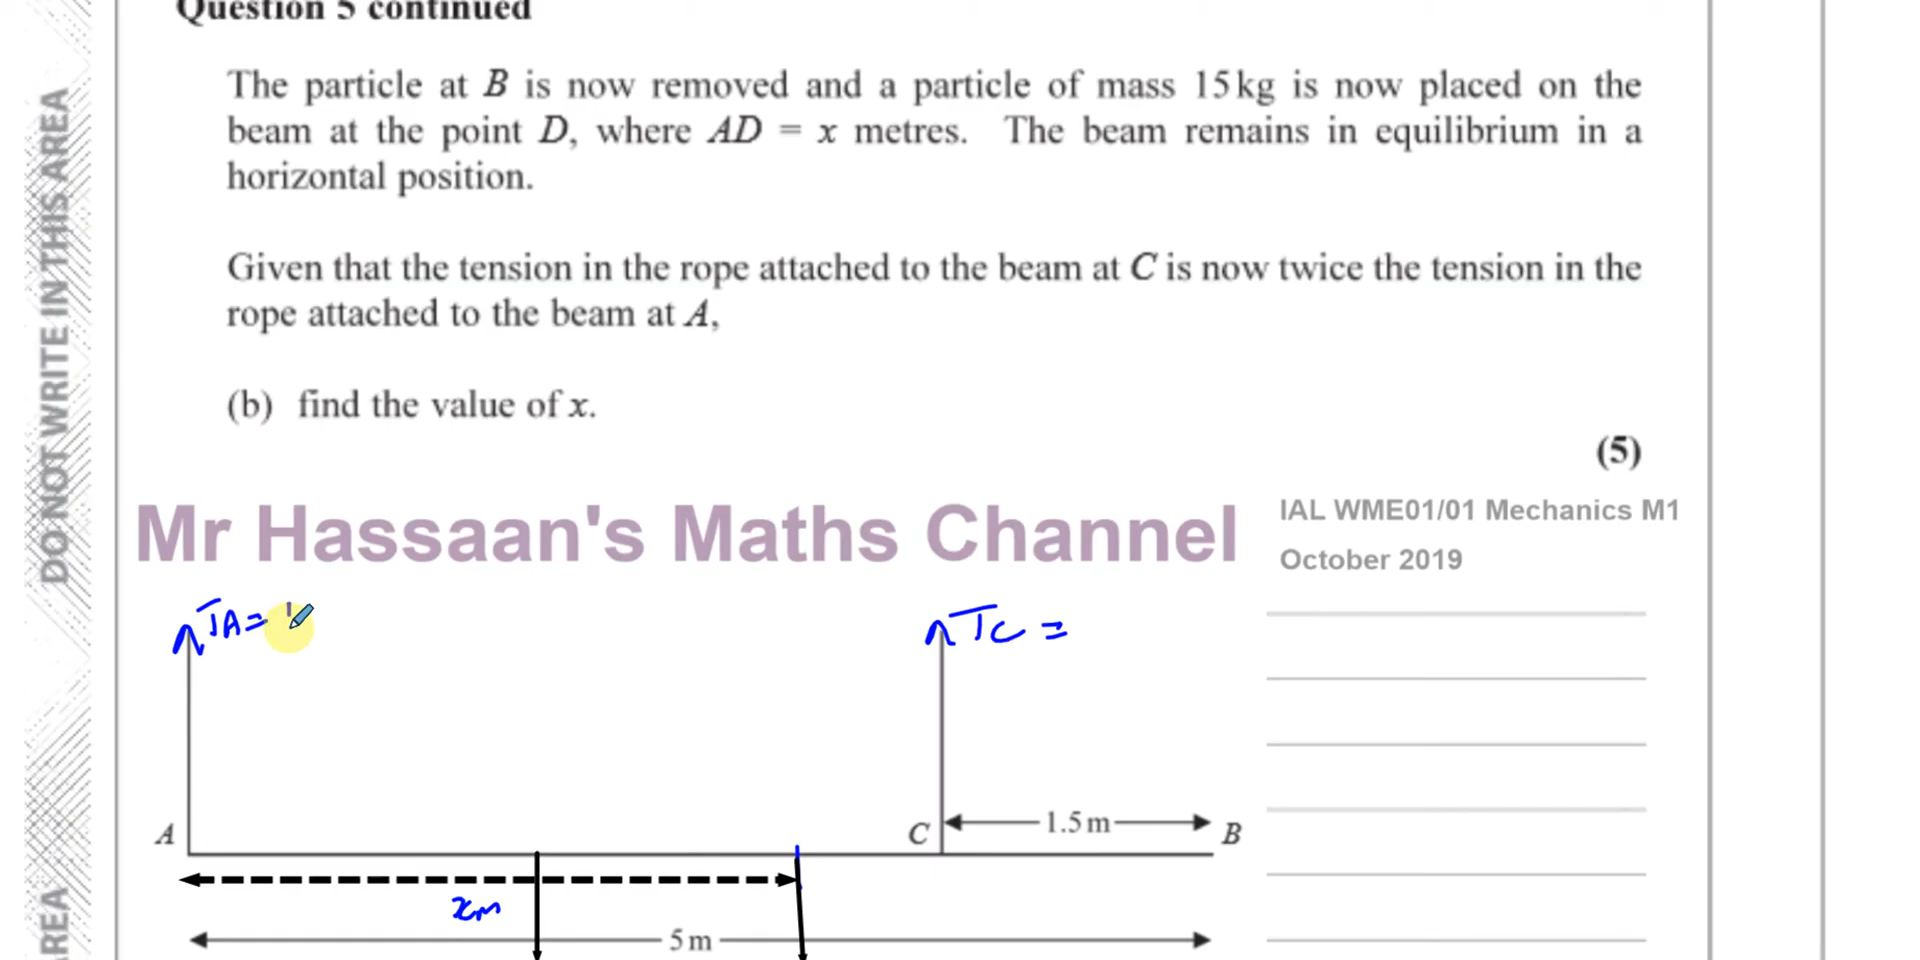 Question 5 continued
The particle at B is now removed and a particle of mass 15 kg is now placed on the
beam at the point D, where AD = x metres. The beam remains in equilibrium in a
horizontal position.
Given that the tension in the rope attached to the beam at C is now twice the tension in the
rope attached to the beam at A,
(b) find the value of x.
(5)
Mr Hassaan's Maths Channel
IAL WME01/01 Mechanics M1
October 2019
TA=
TC =
A
C
1.5 m
B
xm
5 m
DO NOT WRITE IN THIS AREA
AREA